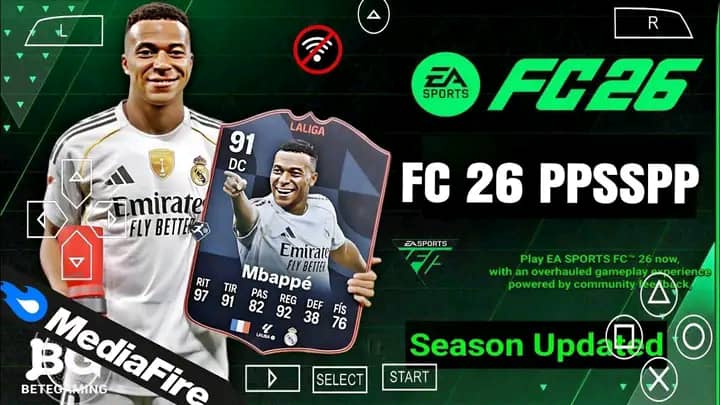 L
R
EA
SPORTS
FC26
LALIGA
91
DC
FC 26 PPSSPP
Emirates
FLY BETTER
Emirates
FLY BETTER
EA SPORTS
Play EA SPORTS FC™ 26 now,
with an overhauled gameplay experience
powered by community feedback.
Mbappé
RIT TIR PAS REG DEF FÍS
97 91 82 92 38 76
LALIGA
MediaFire
Season Updated
BG
BETEGAMING
SELECT
START